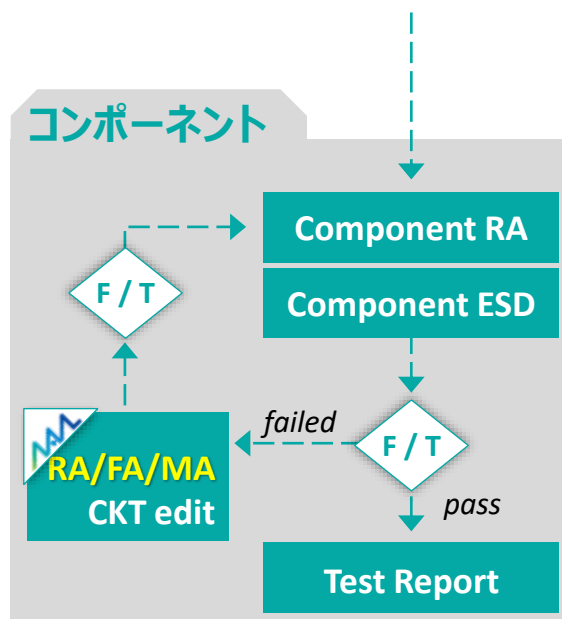 コンポーネント
Component RA
Component ESD
F / T
F / T
failed
pass
RA/FA/MA
CKT edit
Test Report